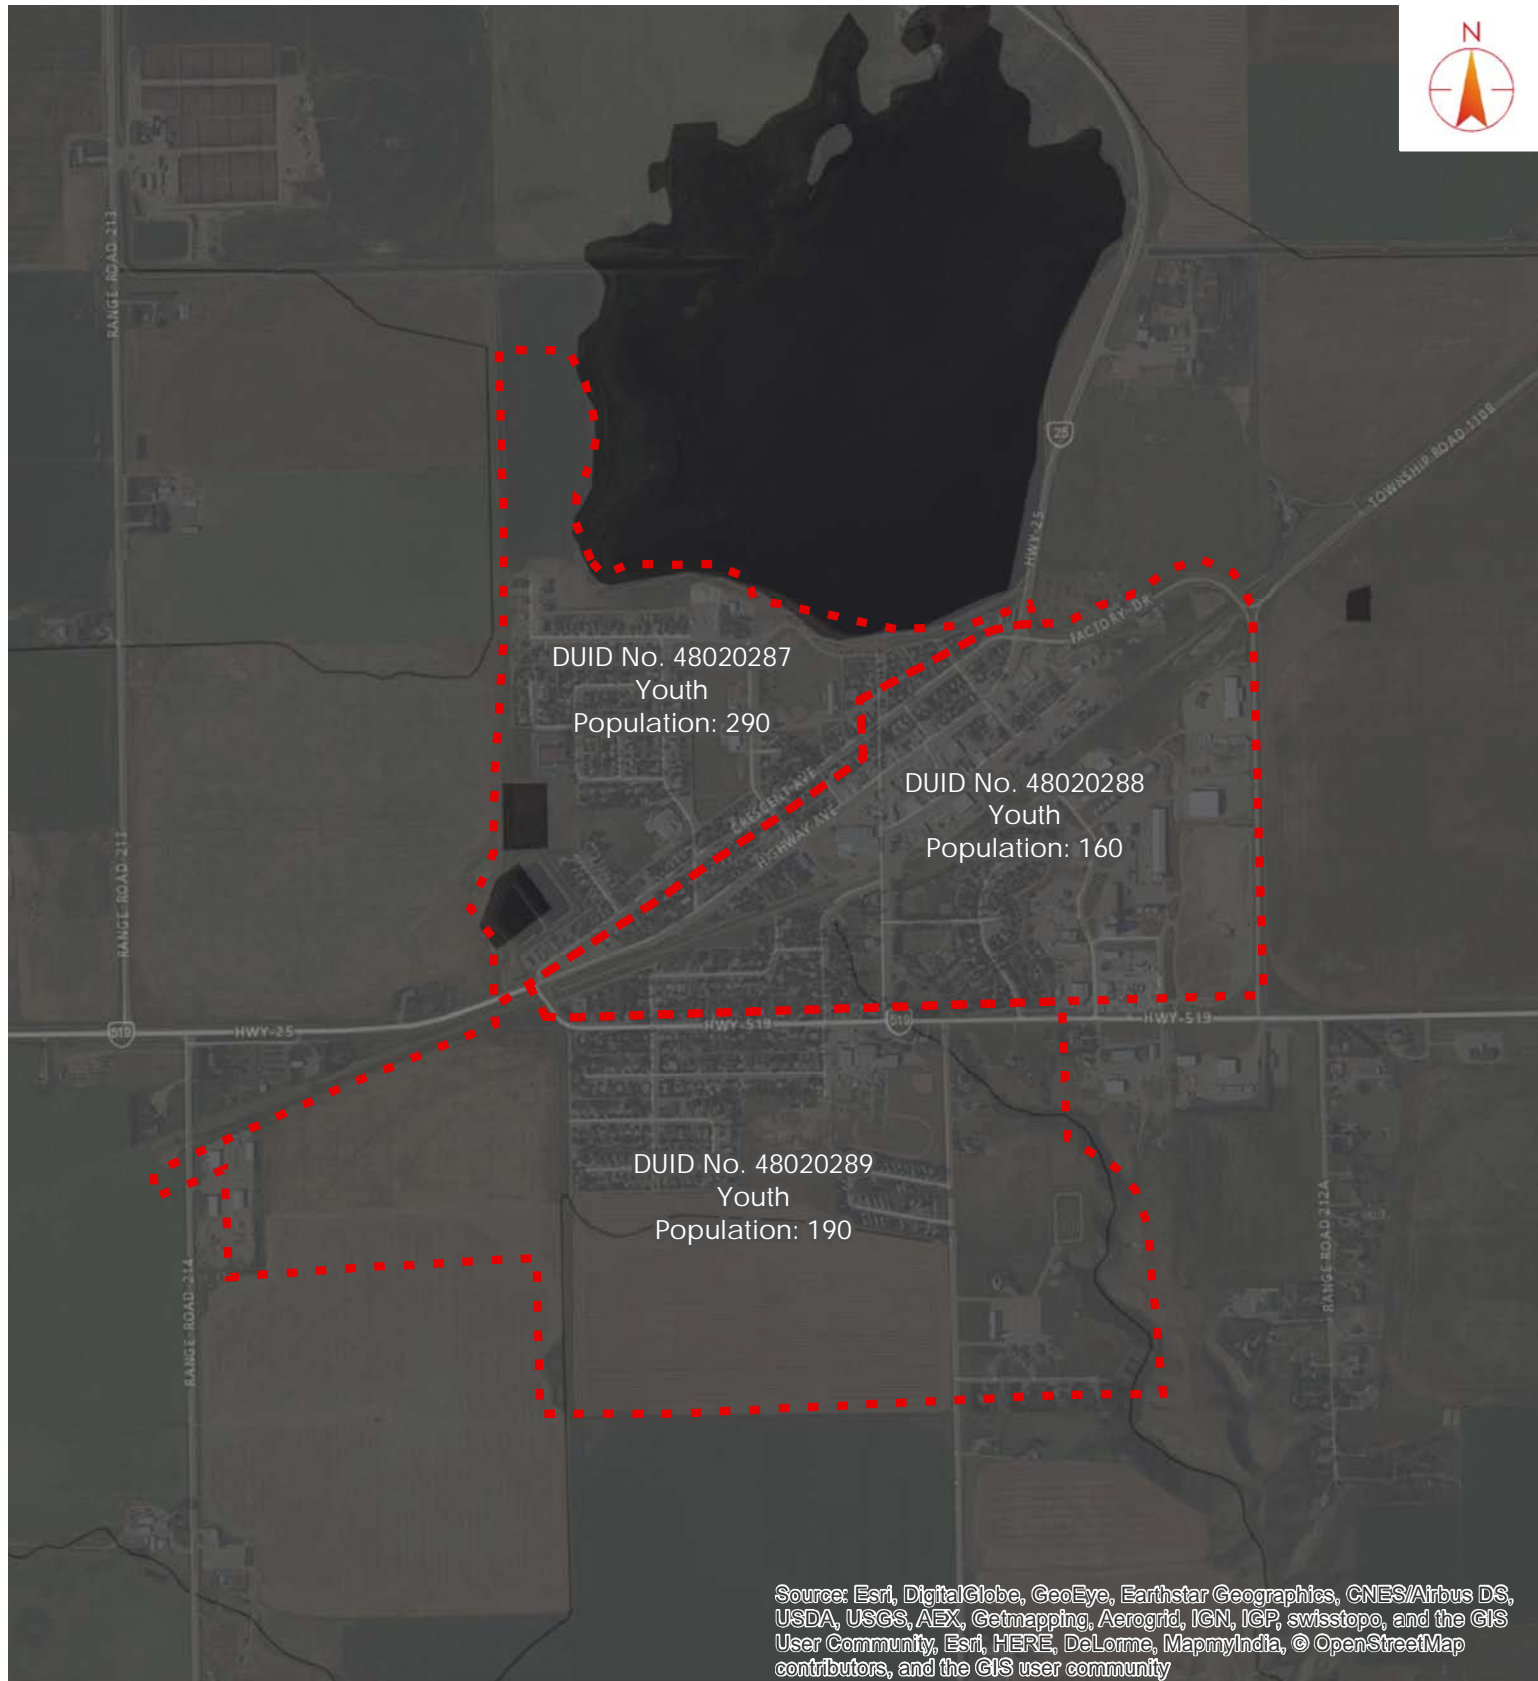 N
RANGE ROAD 213
25
TOWNSHIP ROAD 110B
HWY-25
FACTORY DR
DUID No. 48020287
Youth
Population: 290
CRESCENT AVE
HIGHWAY AVE
DUID No. 48020288
Youth
Population: 160
RANGE ROAD 213
519
HWY-25
HWY-519
519
HWY-519
DUID No. 48020289
Youth
Population: 190
RANGE ROAD 214
RANGE ROAD 212A
Source: Esri, DigitalGlobe, GeoEye, Earthstar Geographics, CNES/Airbus DS,
USDA, USGS, AEX, Getmapping, Aerogrid, IGN, IGP, swisstopo, and the GIS
User Community, Esri, HERE, DeLorme, MapmyIndia, © OpenStreetMap
contributors, and the GIS user community